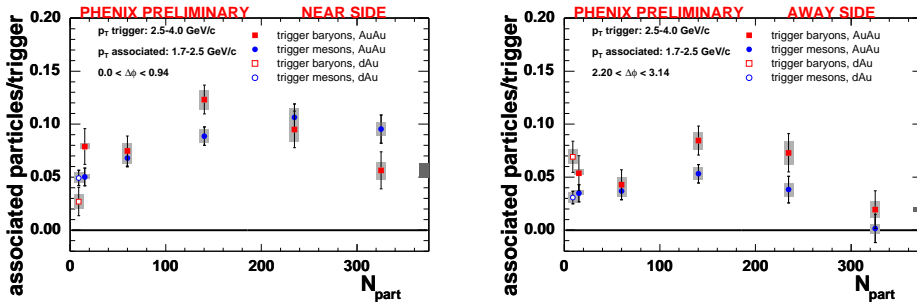 PHENIX PRELIMINARY NEAR SIDE
p_T trigger: 2.5-4.0 GeV/c
p_T associated: 1.7-2.5 GeV/c
0.0 < Δϕ < 0.94
trigger baryons, AuAu
trigger mesons, AuAu
trigger baryons, dAu
trigger mesons, dAu
associated particles/trigger
0.20
0.15
0.10
0.05
0.00
0 100 200 300
N_part
PHENIX PRELIMINARY AWAY SIDE
p_T trigger: 2.5-4.0 GeV/c
p_T associated: 1.7-2.5 GeV/c
2.20 < Δϕ < 3.14
trigger baryons, AuAu
trigger mesons, AuAu
trigger baryons, dAu
trigger mesons, dAu
associated particles/trigger
0.20
0.15
0.10
0.05
0.00
0 100 200 300
N_part